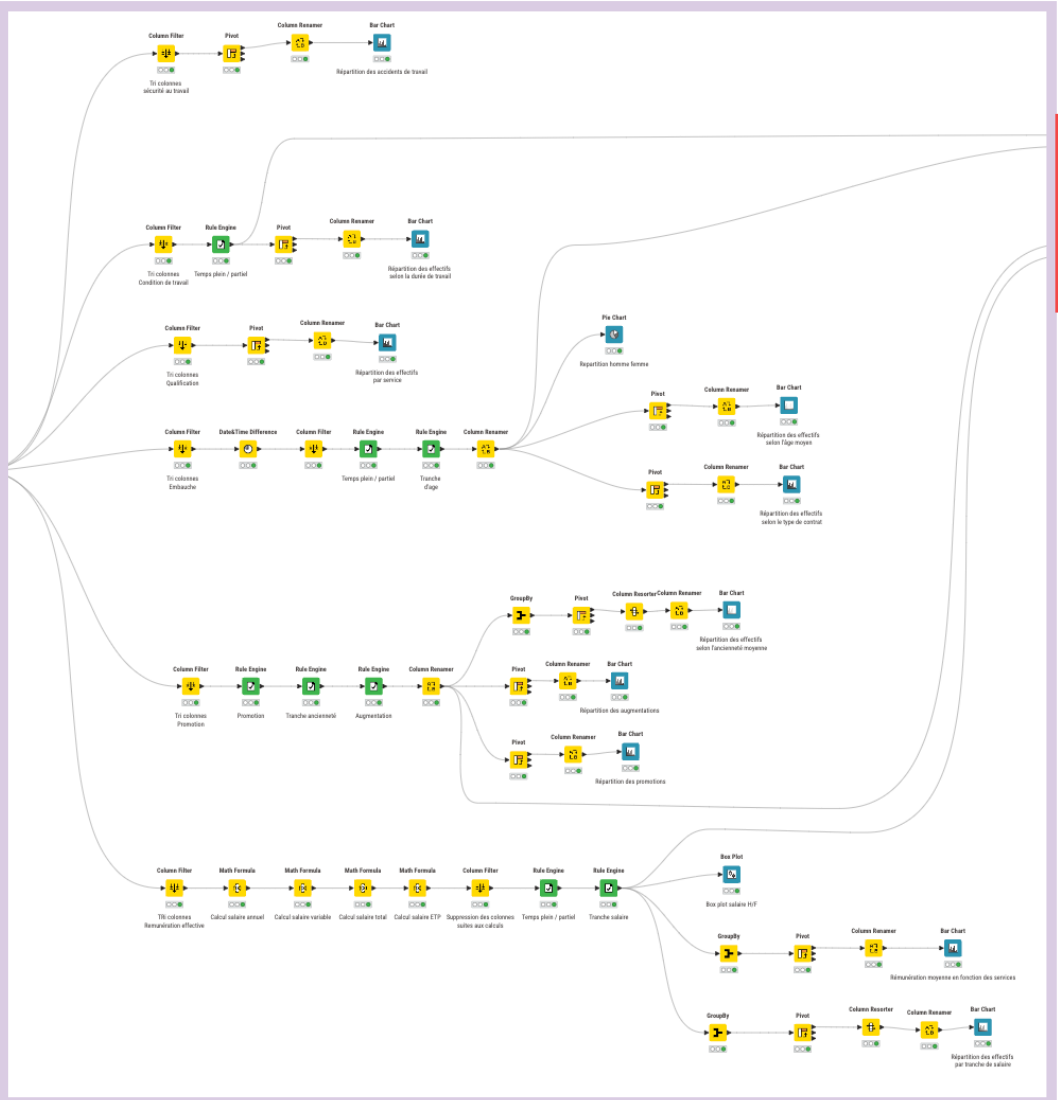 Column Filter
Pivot
Column Renamer
Bar Chart
Répartition des accidents de travail
Tri colonnes
sécurité au travail
Column Filter
Rule Engine
Pivot
Column Renamer
Bar Chart
Tri colonnes
Condition de travail
Temps plein / partiel
Répartition des effectifs
selon la durée de travail
Column Filter
Pivot
Column Renamer
Bar Chart
Tri colonnes
Qualification
Répartition des effectifs
par service
Pie Chart
Repartition homme femme
Column Filter
Date&Time Difference
Column Filter
Rule Engine
Rule Engine
Column Renamer
Tri colonnes
Embauche
Temps plein / partiel
Tranche
d'age
Pivot
Column Renamer
Bar Chart
Répartition des effectifs
selon l'âge moyen
Pivot
Column Renamer
Bar Chart
Répartition des effectifs
selon le type de contrat
GroupBy
Pivot
Column Resorter
Column Renamer
Bar Chart
Répartition des effectifs
selon l'ancienneté moyenne
Column Filter
Rule Engine
Rule Engine
Rule Engine
Column Renamer
Tri colonnes
Promotion
Promotion
Tranche ancienneté
Augmentation
Pivot
Column Renamer
Bar Chart
Répartition des augmentations
Pivot
Column Renamer
Bar Chart
Répartition des promotions
Column Filter
Math Formula
Math Formula
Math Formula
Math Formula
Column Filter
Rule Engine
Rule Engine
TRi colonnes
Remunération effective
Calcul salaire annuel
Calcul salaire variable
Calcul salaire total
Calcul salaire ETP
Suppression des colonnes
suites aux calculs
Temps plein / partiel
Tranche salaire
Box Plot
Box plot salaire H/F
GroupBy
Pivot
Column Renamer
Bar Chart
Rémunération moyenne en fonction des services
GroupBy
Pivot
Column Resorter
Column Renamer
Bar Chart
Répartition des effectifs
par tranche de salaire